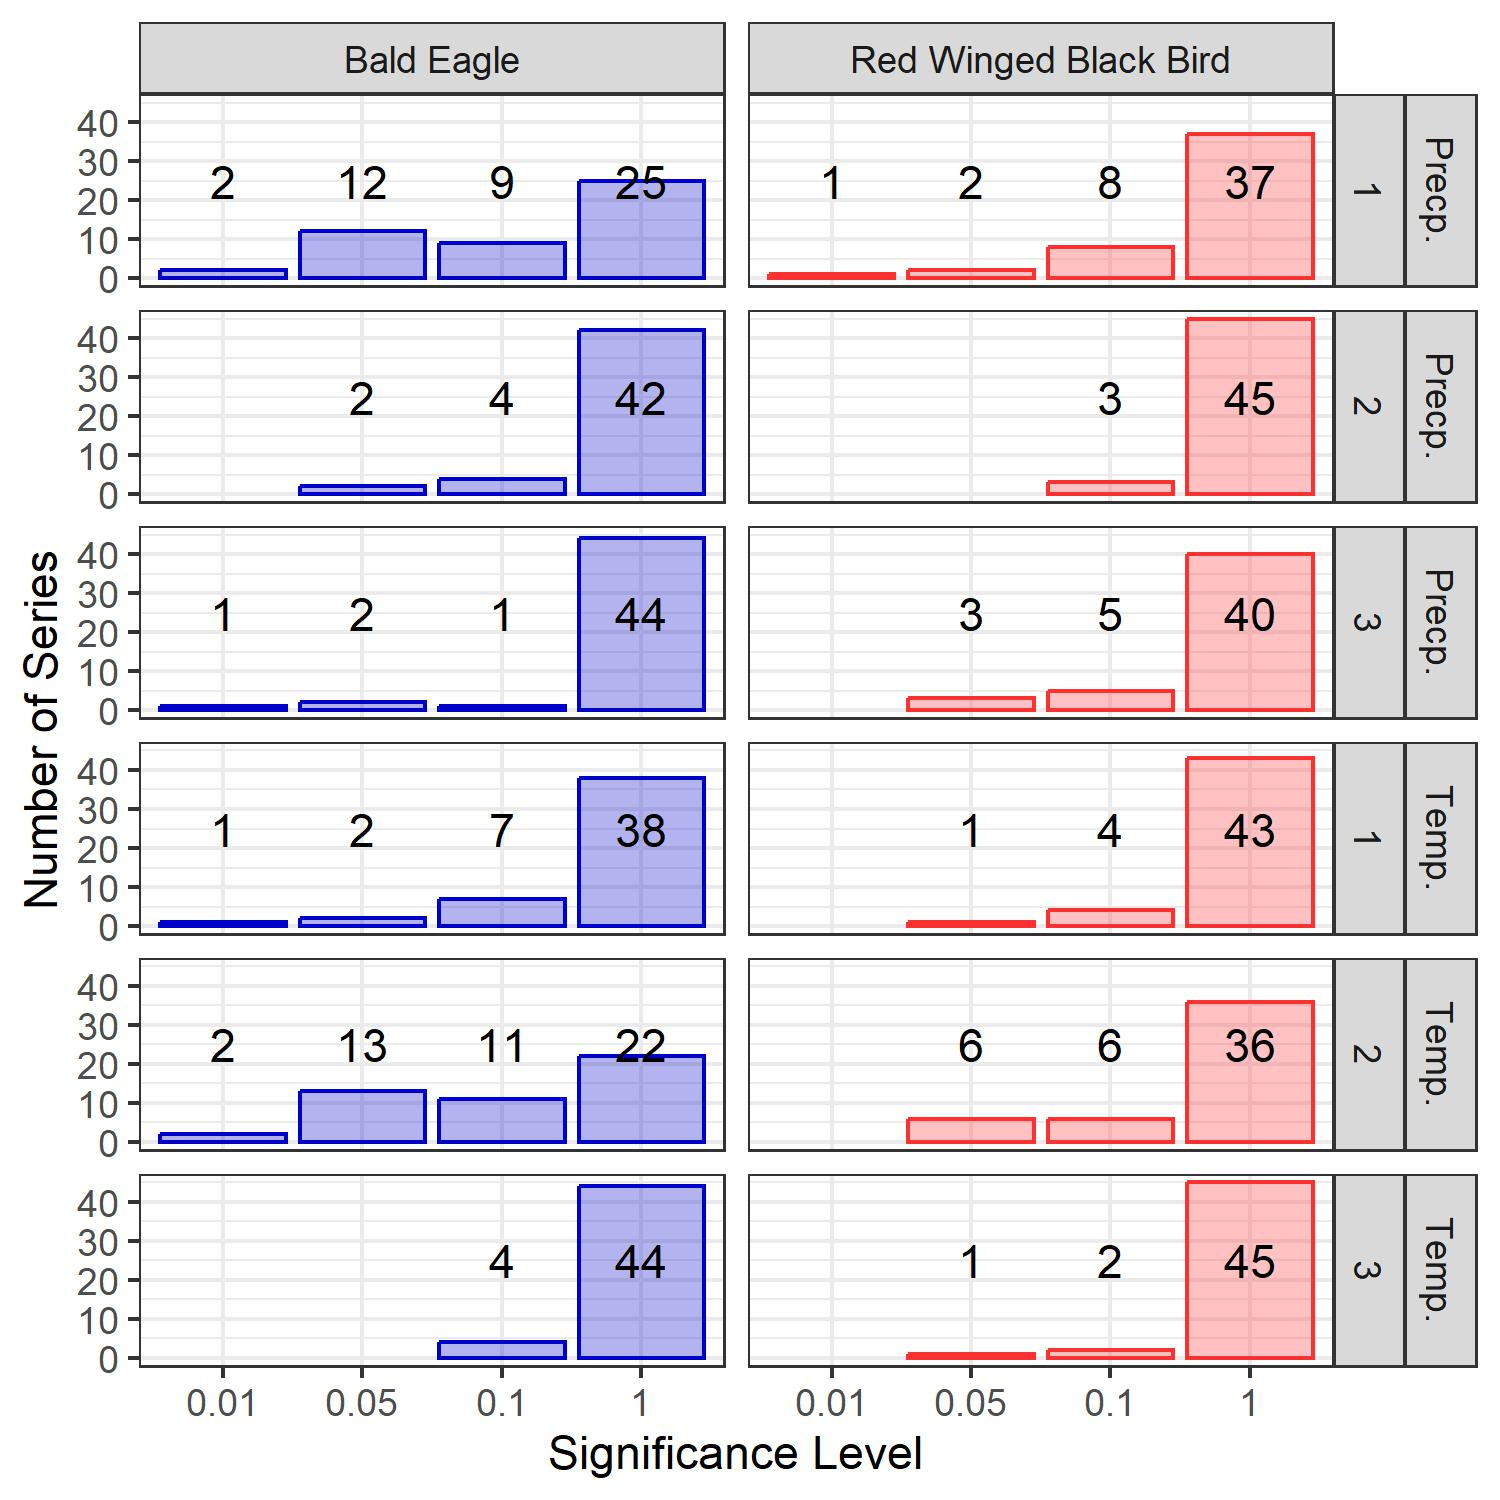 Bald Eagle
Red Winged Black Bird
40
30
20
10
0
2 12 9 25
1 2 8 37
1
Precp.
40
30
20
10
0
2 4 42
3 45
2
Precp.
40
30
20
10
0
1 2 1 44
3 5 40
3
Precp.
40
30
20
10
0
1 2 7 38
1 4 43
1
Temp.
40
30
20
10
0
2 13 11 22
6 6 36
2
Temp.
40
30
20
10
0
4 44
1 2 45
3
Temp.
Number of Series
0.01 0.05 0.1 1
0.01 0.05 0.1 1
Significance Level